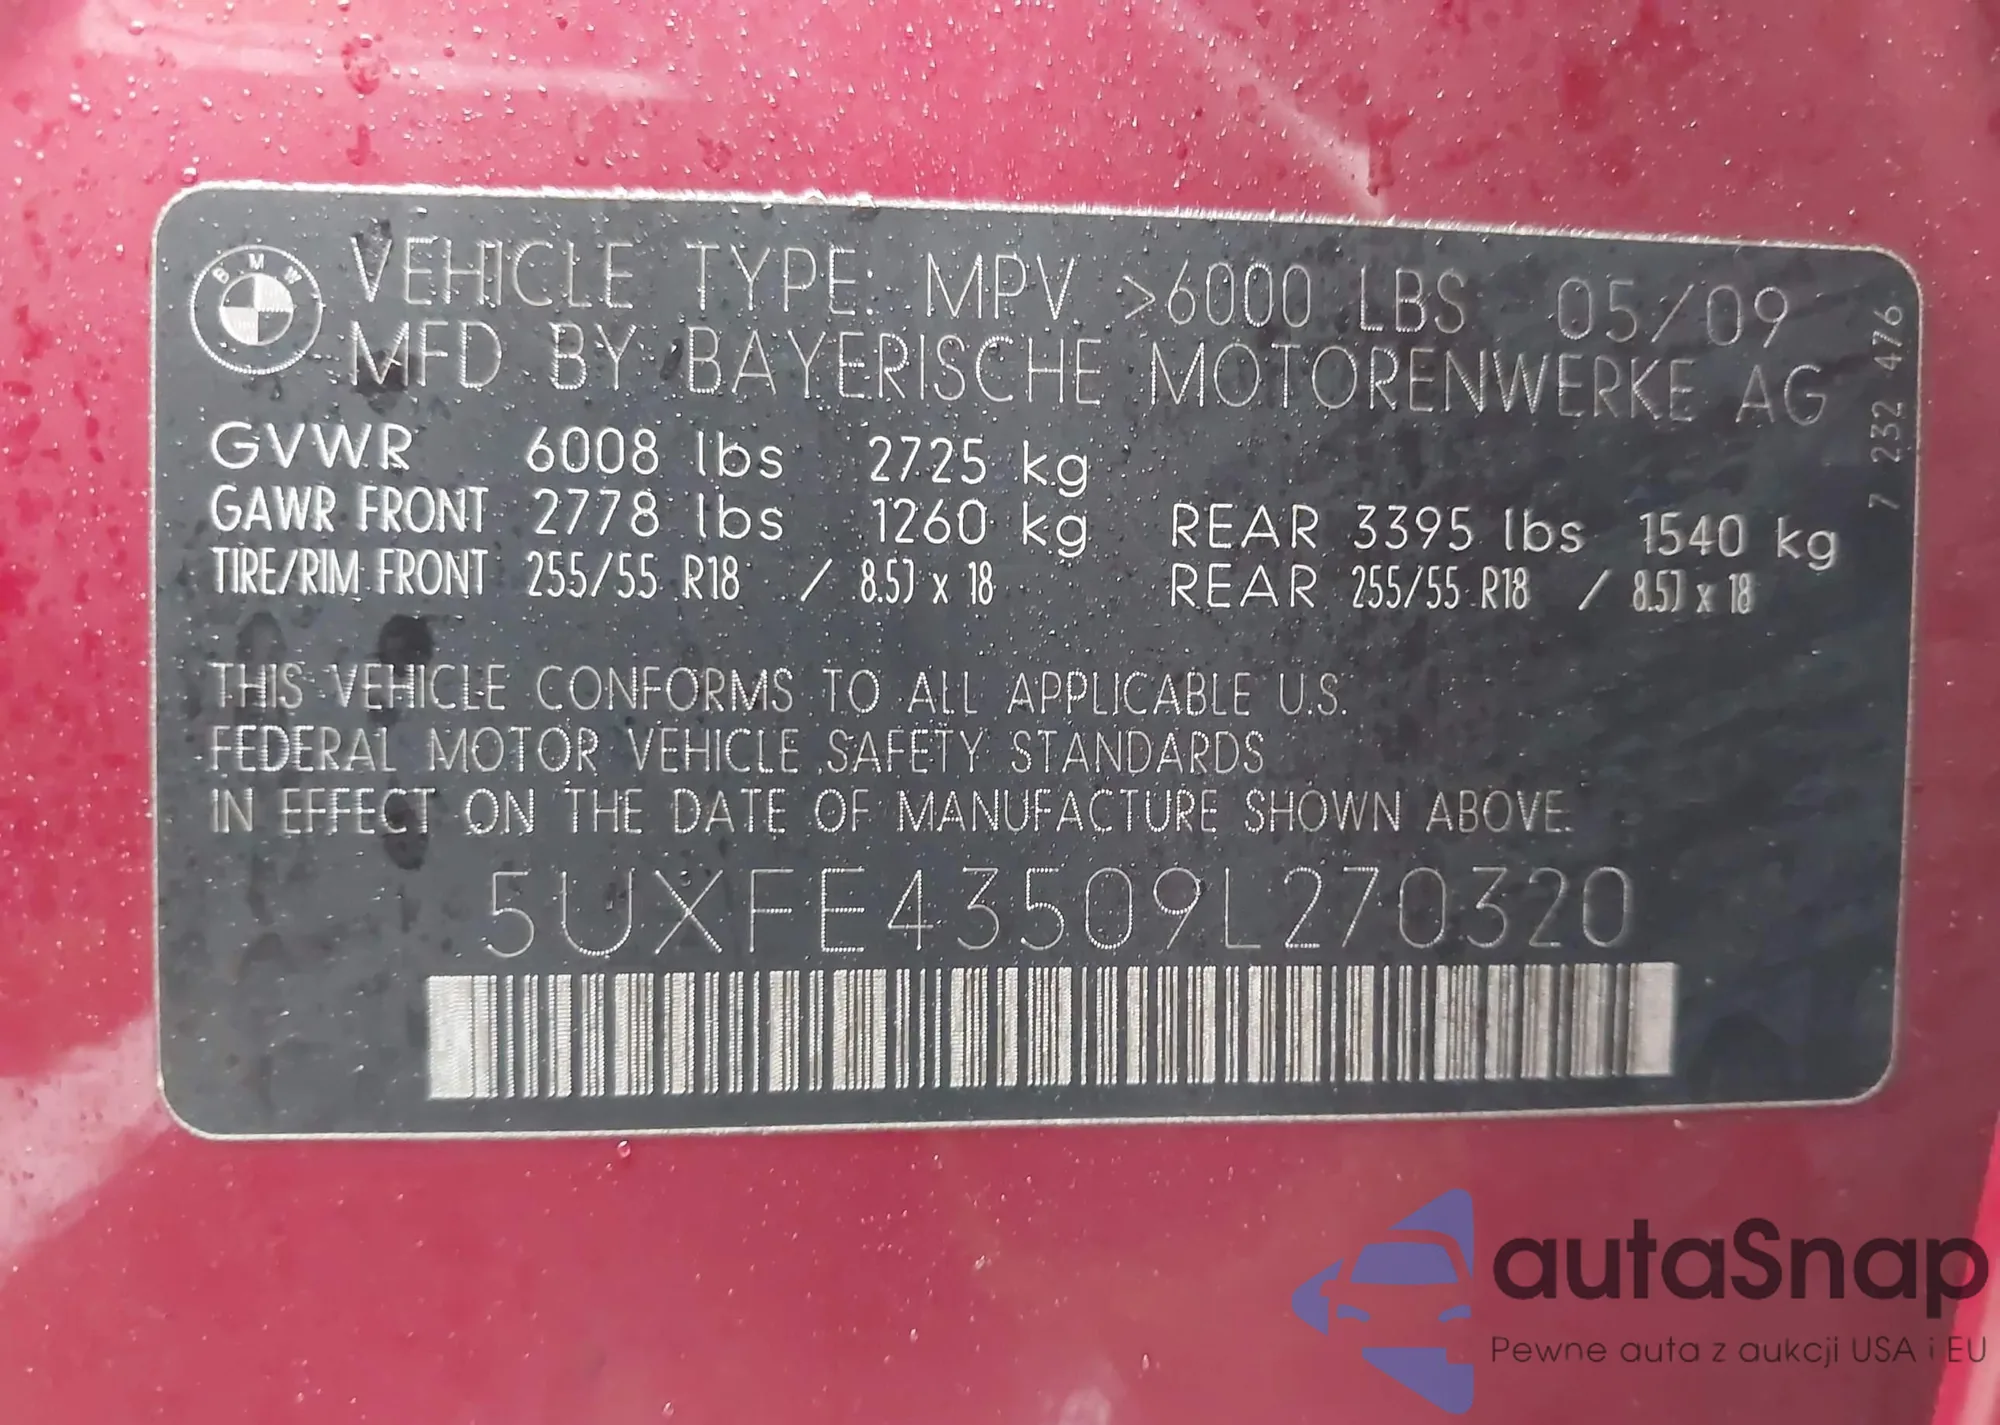 BMW
VEHICLE TYPE: MPV >6000 LBS 05/09
MFD BY BAYERISCHE MOTORENWERKE AG
7 232 476
GVWR 6008 lbs 2725 kg
GAWR FRONT 2778 lbs 1260 kg REAR 3395 lbs 1540 kg
TIRE/RIM FRONT 255/55 R18 / 8.5J x 18 REAR 255/55 R18 / 8.5J x 18
THIS VEHICLE CONFORMS TO ALL APPLICABLE U.S.
FEDERAL MOTOR VEHICLE SAFETY STANDARDS
IN EFFECT ON THE DATE OF MANUFACTURE SHOWN ABOVE.
5UXFE43509L270320
autaSnap
Pewne auta z aukcji USA i EU